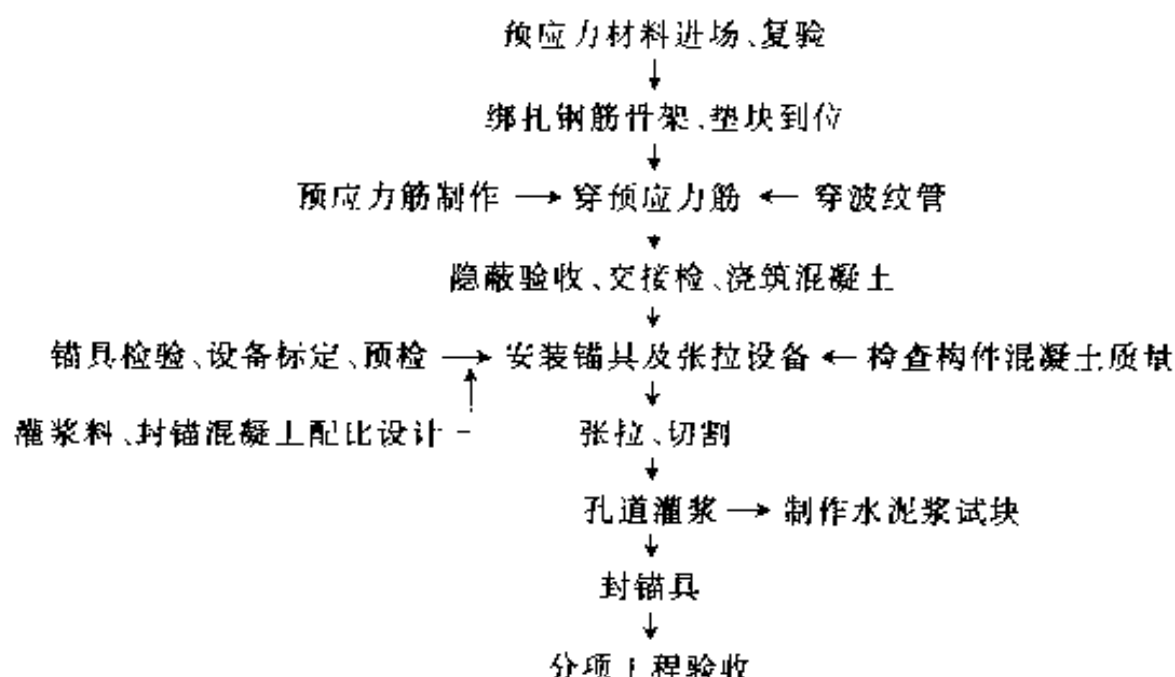 预应力材料进场、复验
绑扎钢筋骨架、垫块到位
预应力筋制作 → 穿预应力筋 ← 穿波纹管
隐蔽验收、交接检、浇筑混凝土
锚具检验、设备标定、预检 → 安装锚具及张拉设备 ← 检查构件混凝土质量
灌浆料、封锚混凝土配比设计 张拉、切割
孔道灌浆 → 制作水泥浆试块
封锚具
分项工程验收